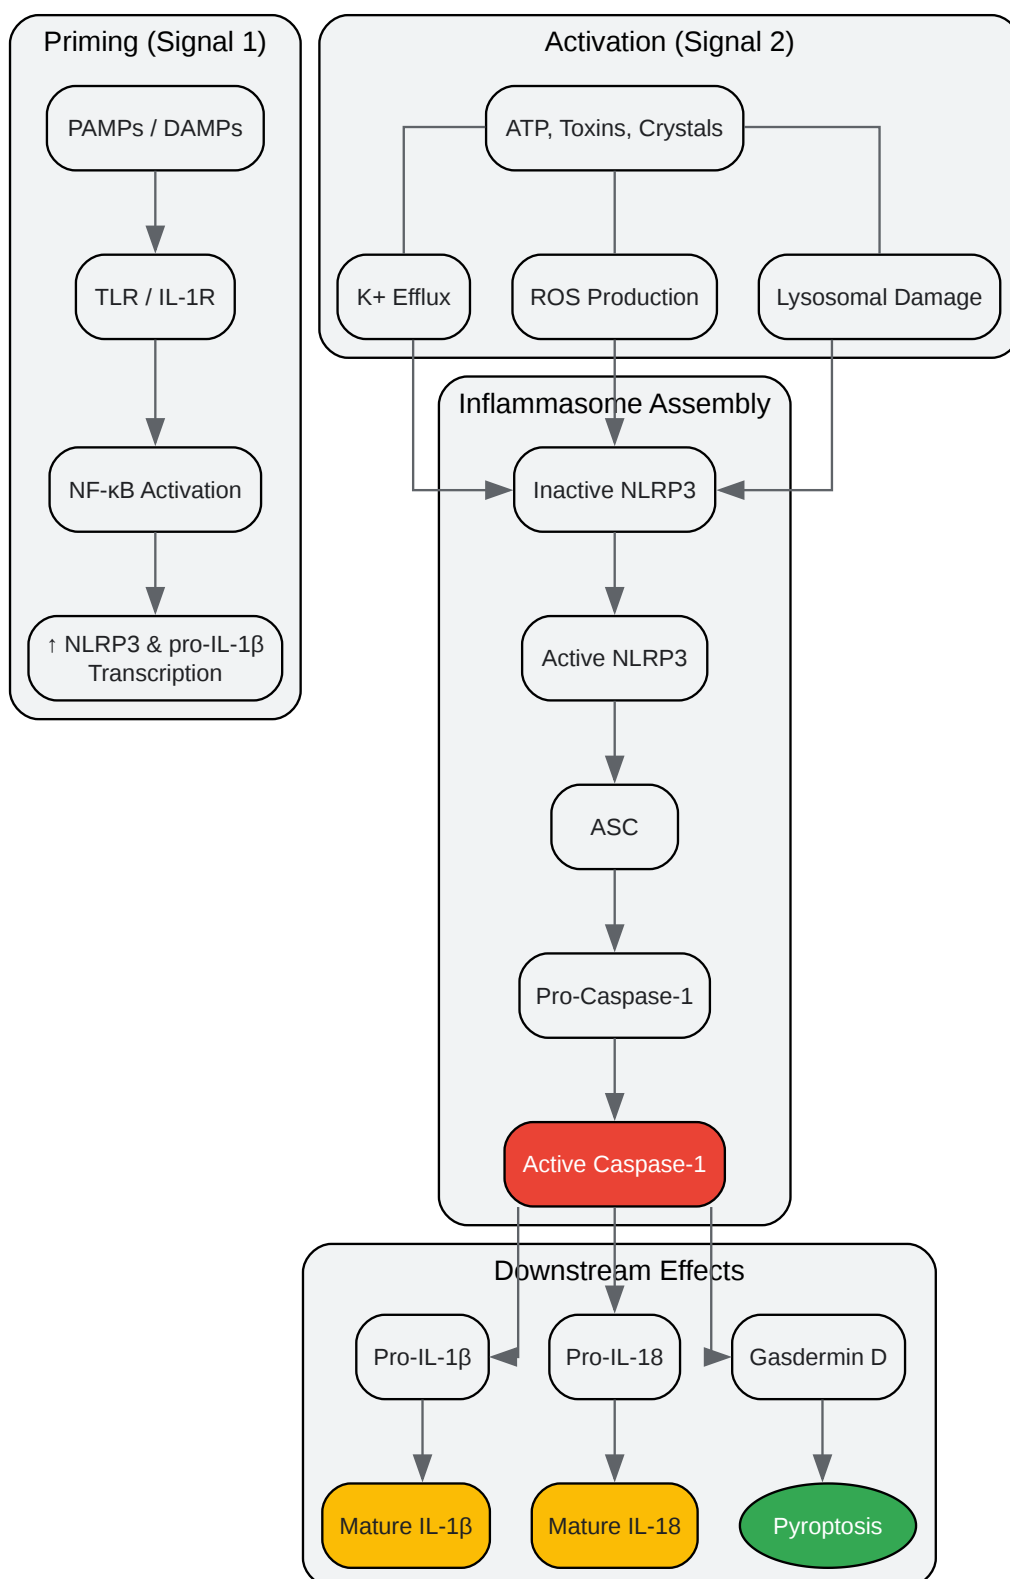 Priming (Signal 1)
PAMPs / DAMPs
TLR / IL-1R
NF-κB Activation
↑ NLRP3 & pro-IL-1β
Transcription
Activation (Signal 2)
ATP, Toxins, Crystals
K+ Efflux
ROS Production
Lysosomal Damage
Inflammasome Assembly
Inactive NLRP3
Active NLRP3
ASC
Pro-Caspase-1
Active Caspase-1
Downstream Effects
Pro-IL-1β
Pro-IL-18
Gasdermin D
Mature IL-1β
Mature IL-18
Pyroptosis